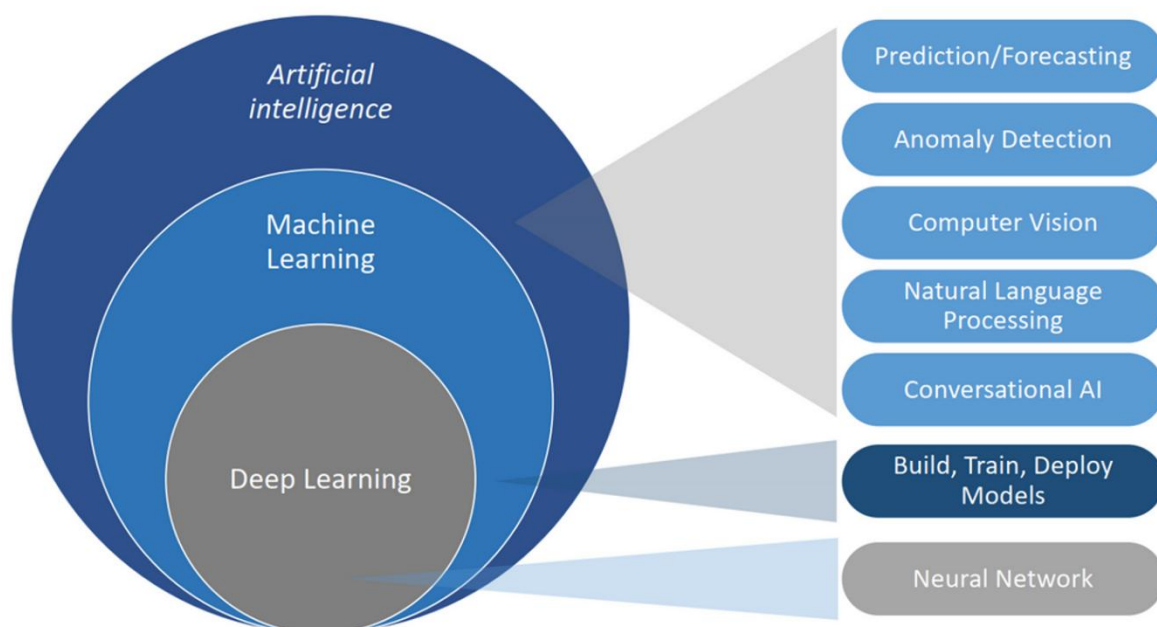 Artificial
intelligence
Machine
Learning
Deep Learning
Prediction/Forecasting
Anomaly Detection
Computer Vision
Natural Language
Processing
Conversational AI
Build, Train, Deploy
Models
Neural Network